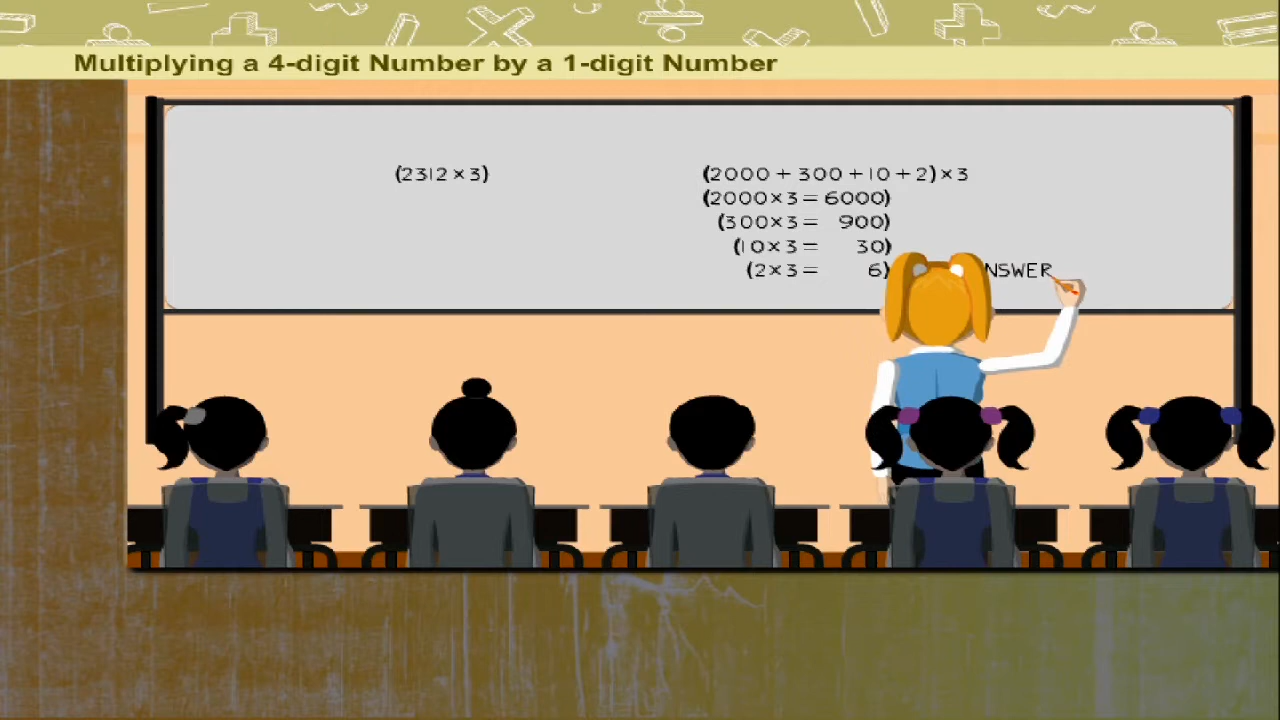 Multiplying a 4-digit Number by a 1-digit Number
(2312×3)
(2000 + 300 + 10 + 2) × 3
(2000×3 = 6000)
(300×3 = 900)
(10×3 = 30)
(2×3 = 6)
NSWER